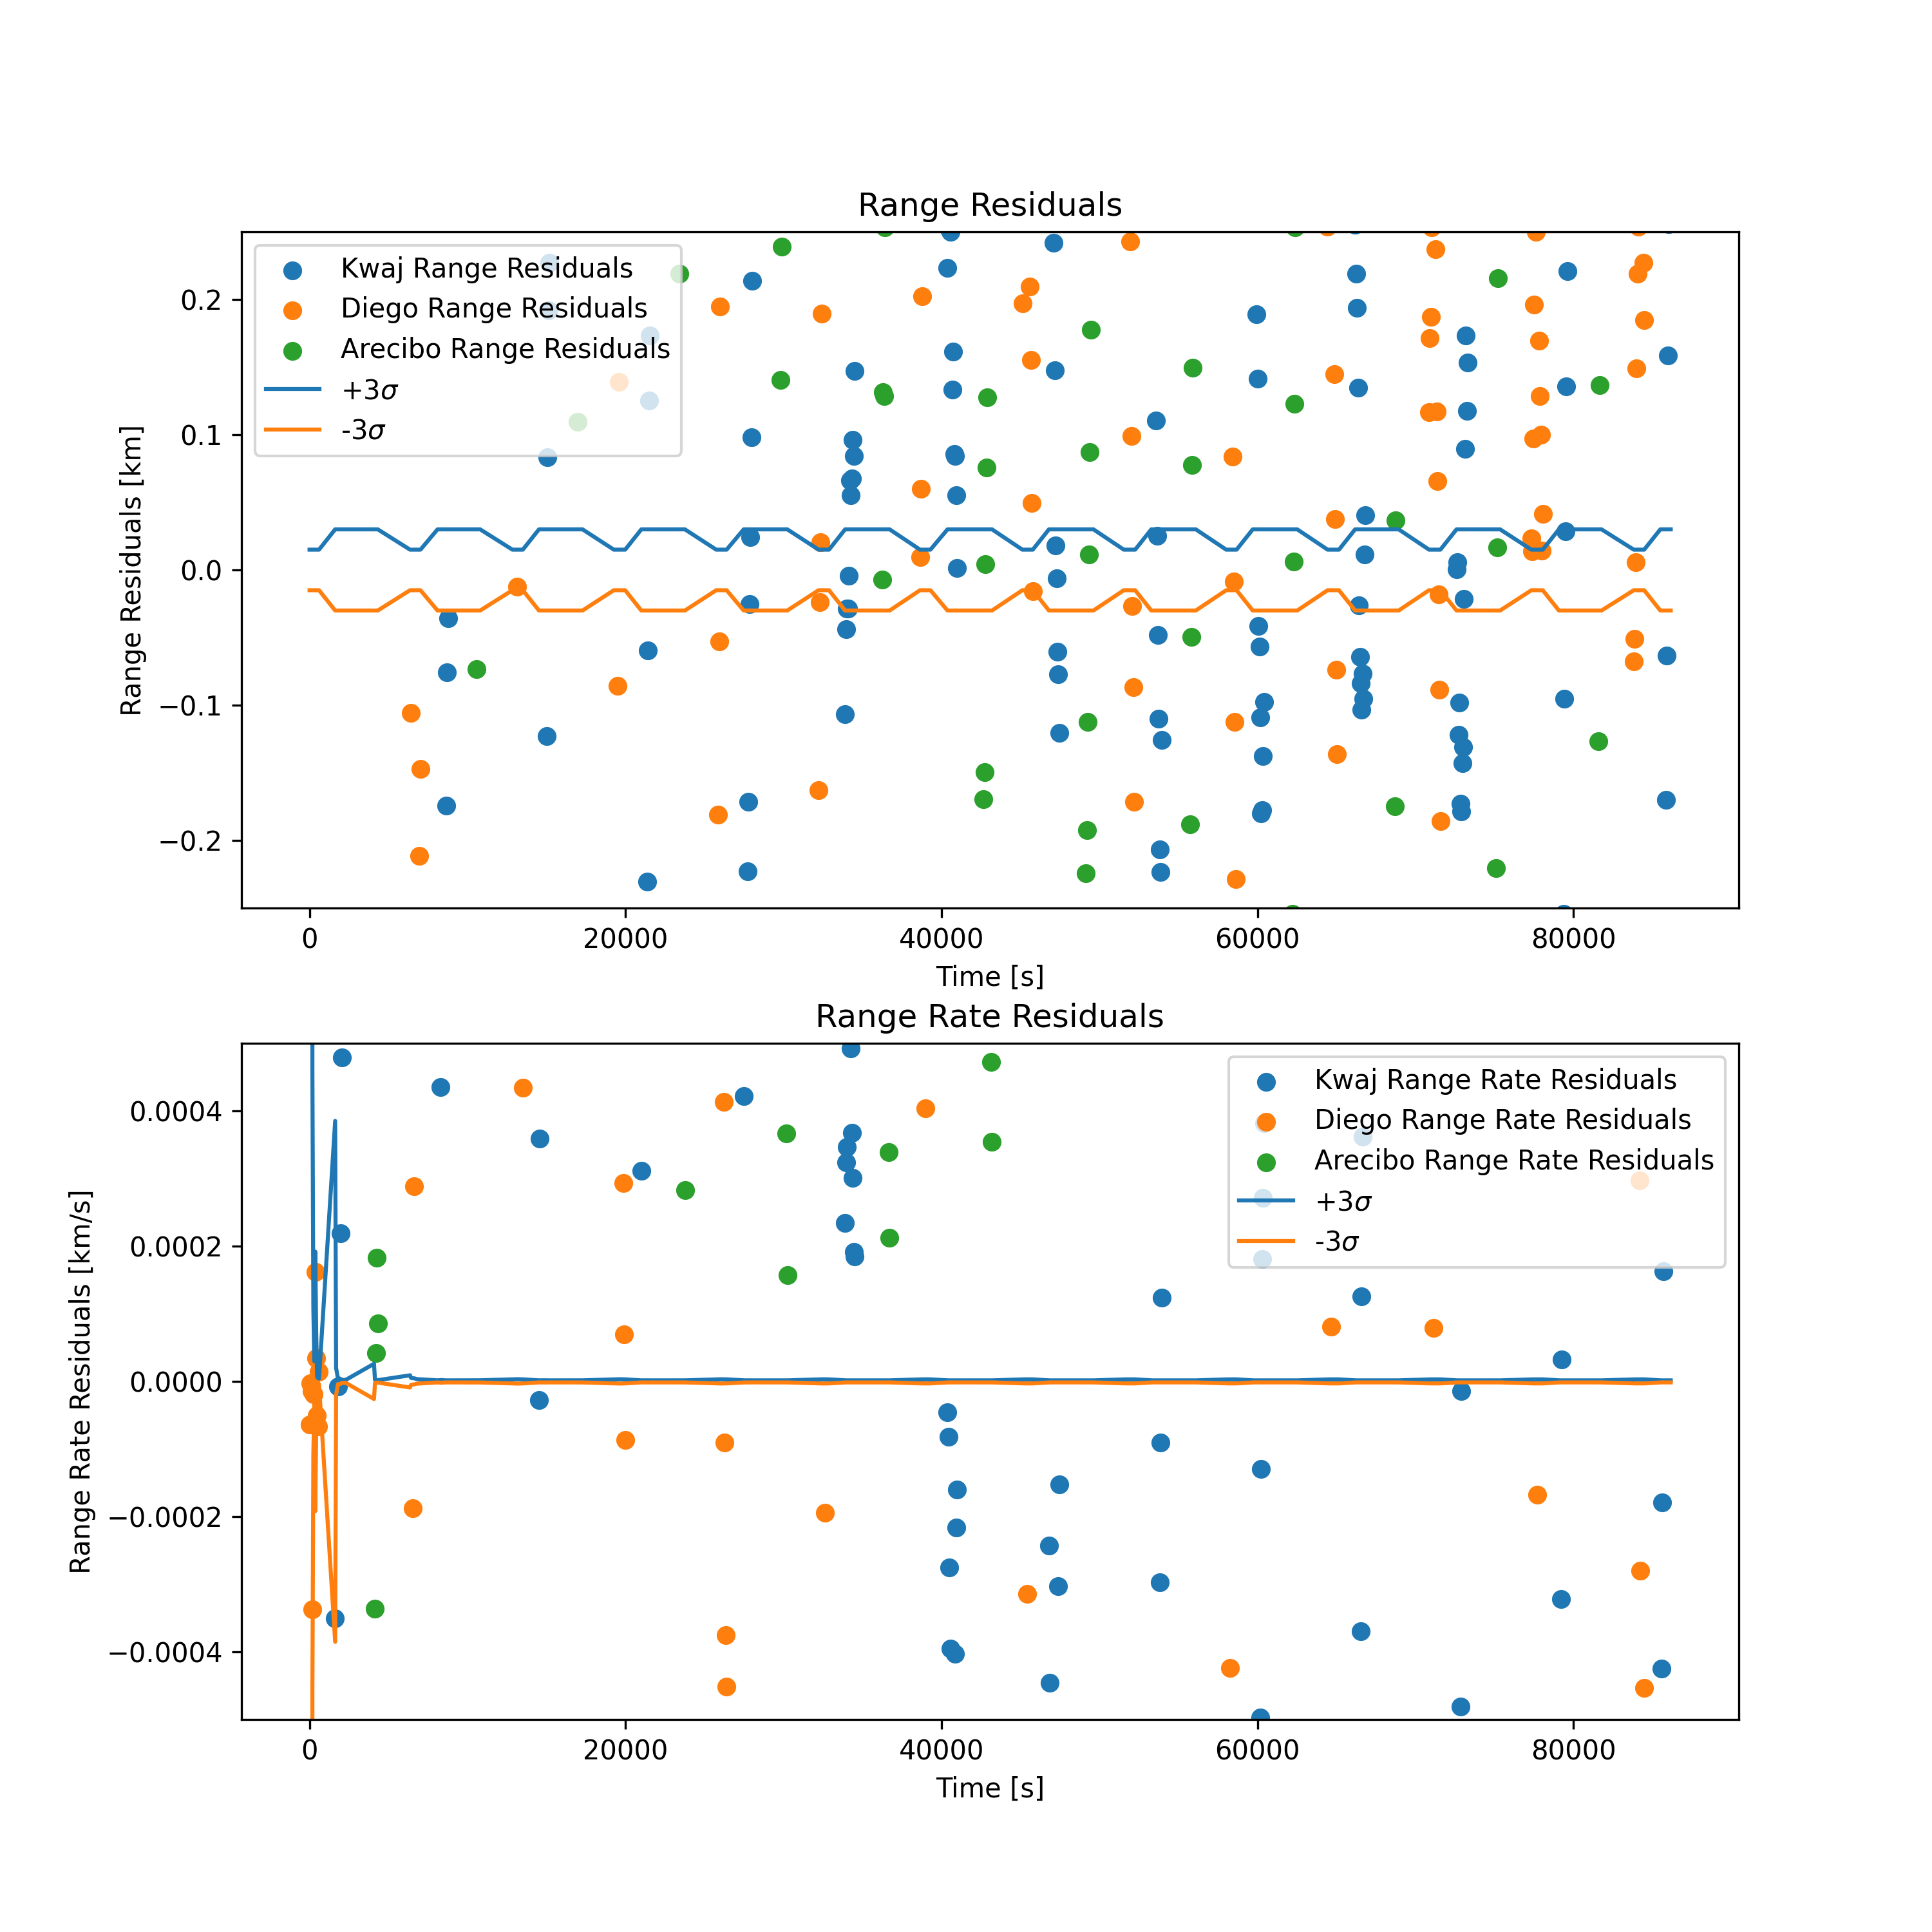 Range Residuals
Kwaj Range Residuals
Diego Range Residuals
Arecibo Range Residuals
+3σ
-3σ
Range Residuals [km]
0.2
0.1
0.0
−0.1
−0.2
0 20000 40000 60000 80000
Time [s]
Range Rate Residuals
Kwaj Range Rate Residuals
Diego Range Rate Residuals
Arecibo Range Rate Residuals
+3σ
-3σ
Range Rate Residuals [km/s]
0.0004
0.0002
0.0000
−0.0002
−0.0004
0 20000 40000 60000 80000
Time [s]